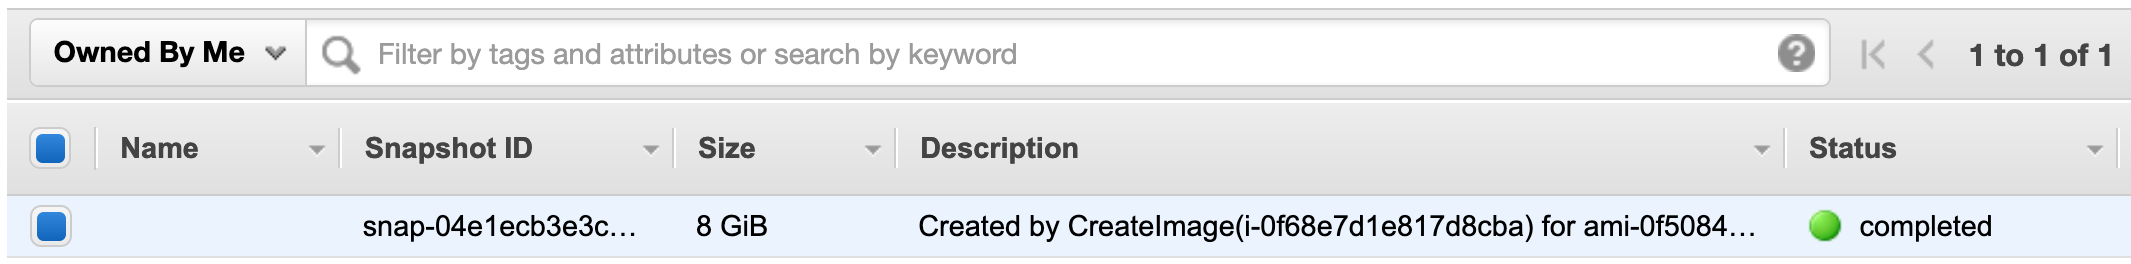 Owned By Me Filter by tags and attributes or search by keyword ? 1 to 1 of 1
Name Snapshot ID Size Description Status
snap-04e1ecb3e3c... 8 GiB Created by CreateImage(i-0f68e7d1e817d8cba) for ami-0f5084... completed